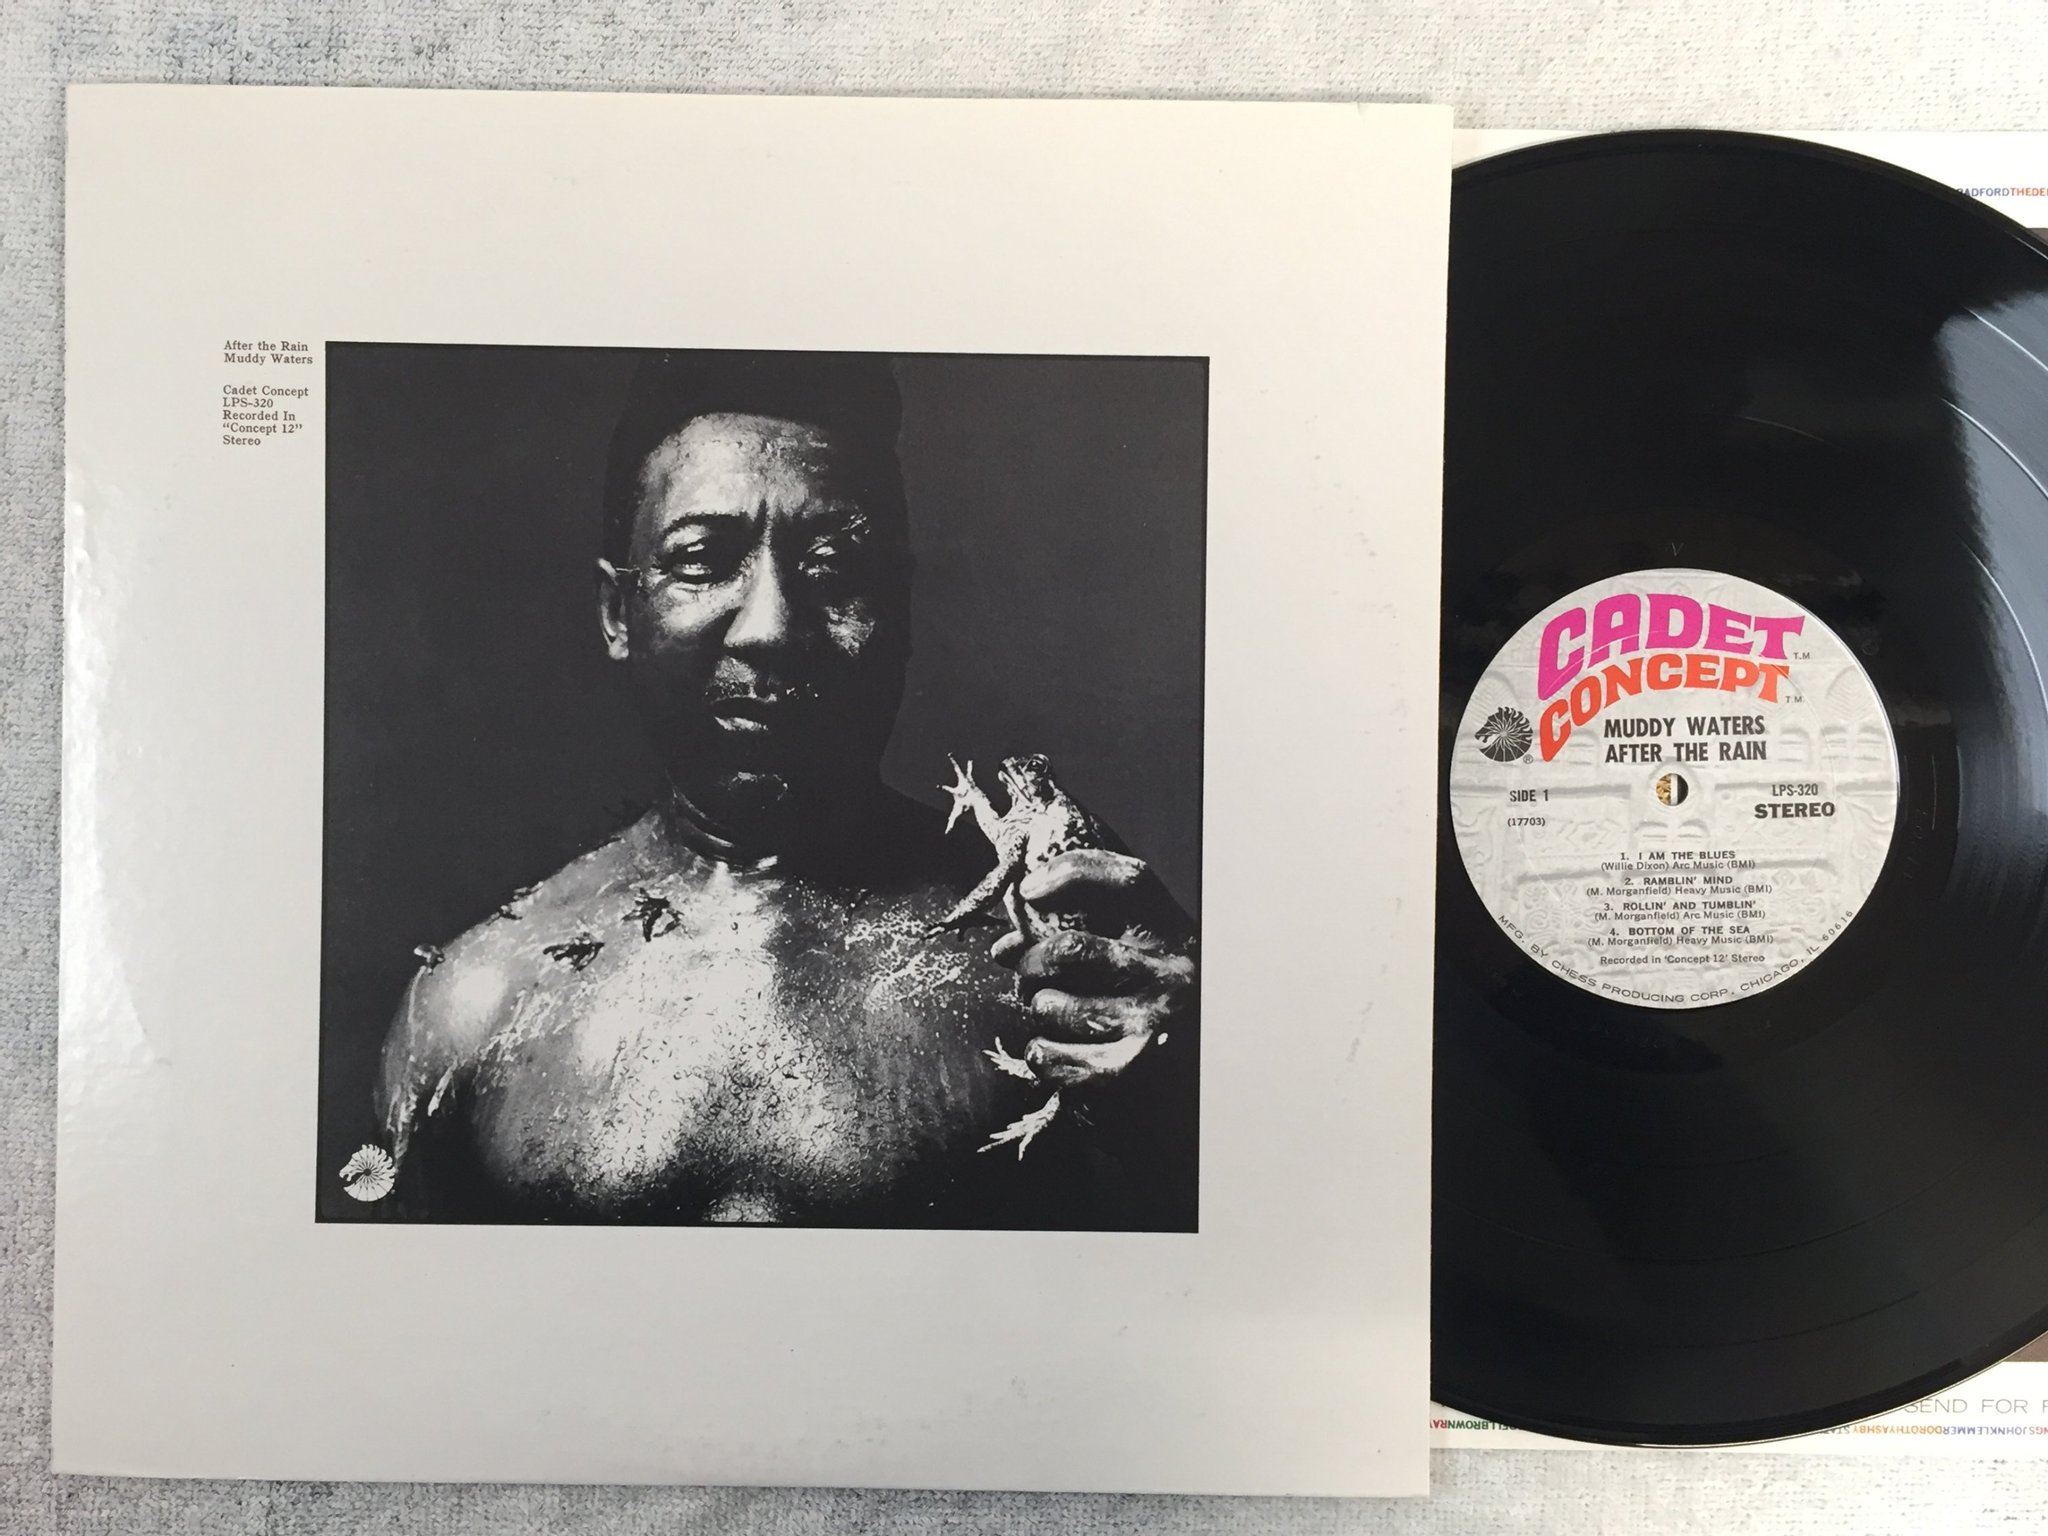 After the Rain
Muddy Waters
Cadet Concept
LPS-320
Recorded In
“Concept 12”
Stereo
CADET T.M.
CONCEPT T.M.
MUDDY WATERS
AFTER THE RAIN
®
SIDE 1
(17703)
LPS-320
STEREO
1. I AM THE BLUES
(Willie Dixon) Arc Music (BMI)
2. RAMBLIN' MIND
(M. Morganfield) Heavy Music (BMI)
3. ROLLIN' AND TUMBLIN'
(M. Morganfield) Arc Music (BMI)
4. BOTTOM OF THE SEA
(M. Morganfield) Heavy Music (BMI)
Recorded in 'Concept 12' Stereo
MFG. BY CHESS PRODUCING CORP., CHICAGO, IL 60616
SEND FOR
JOHNKLEMMERDOROTHYASHBY